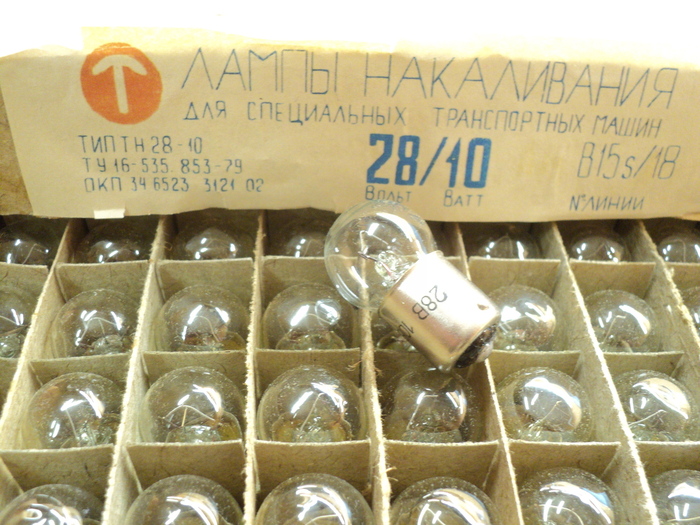 ЛАМПЫ НАКАЛИВАНИЯ
ДЛЯ СПЕЦИАЛЬНЫХ ТРАНСПОРТНЫХ МАШИН
ТИП ТН 28-10
ТУ 16-535.853-79
ОКП 34 6523 3121 02
28/10
Вольт Ватт
B15s/18
№ЛИНИИ
28В 10